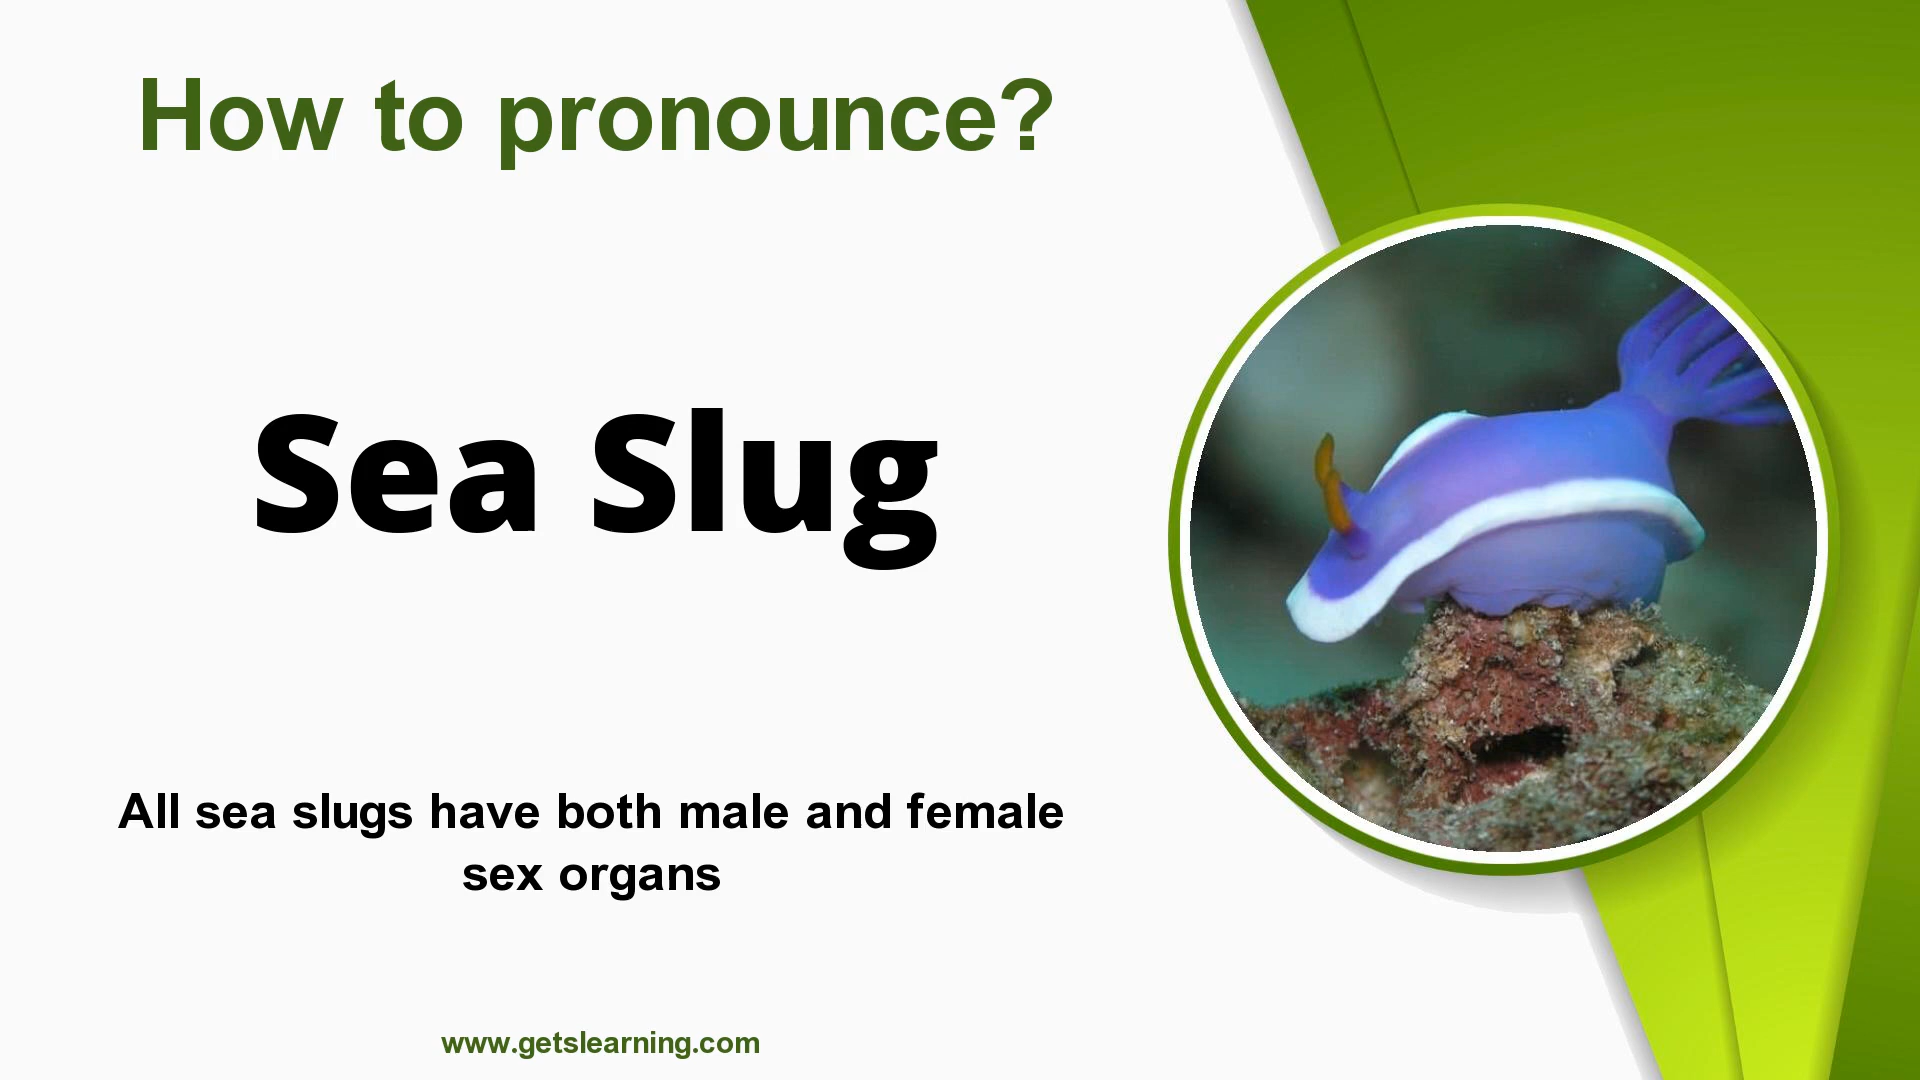 How to pronounce?
Sea Slug
All sea slugs have both male and female
sex organs
www.getslearning.com